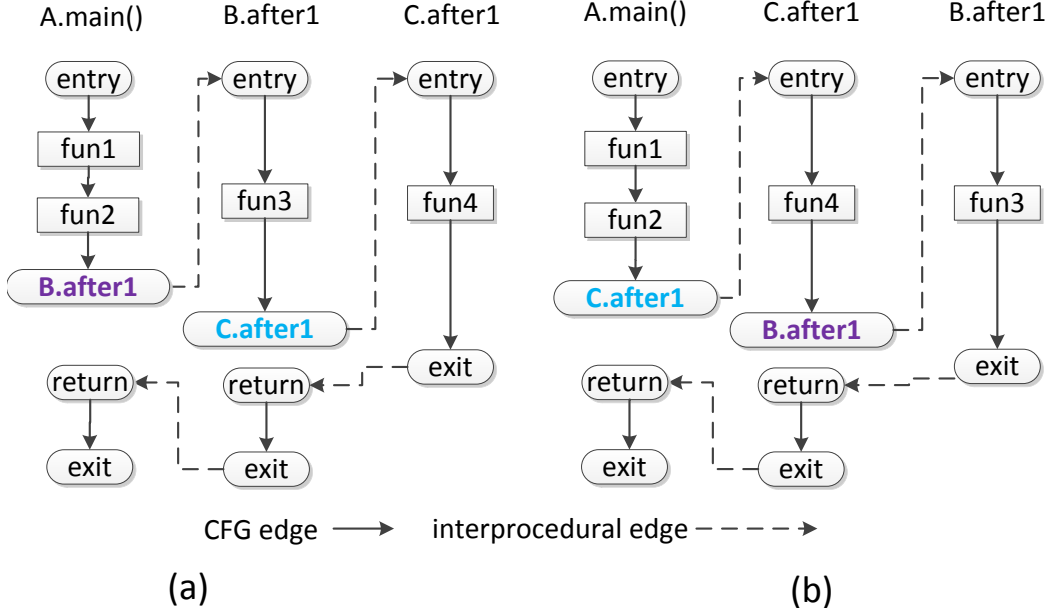 A.main()
B.after1
C.after1
entry
entry
entry
fun1
fun2
fun3
fun4
B.after1
C.after1
exit
return
return
exit
exit
A.main()
C.after1
B.after1
entry
entry
entry
fun1
fun2
fun4
fun3
C.after1
B.after1
exit
return
return
exit
exit
CFG edge
interprocedural edge
(a)
(b)